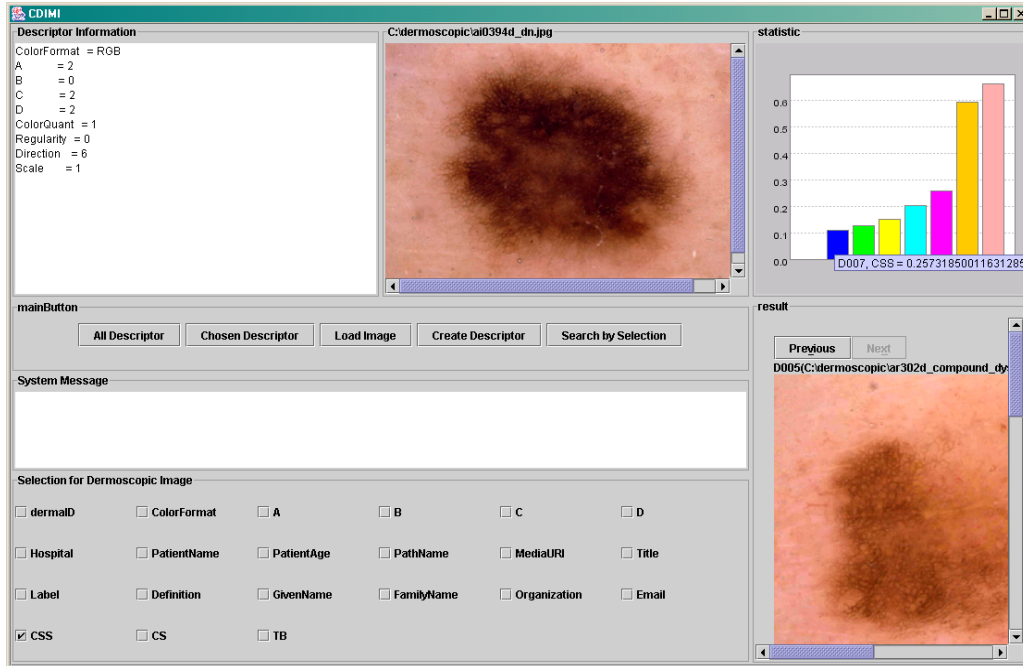 CDIMI
Descriptor Information
ColorFormat = RGB
A = 2
B = 0
C = 2
D = 2
ColorQuant = 1
Regularity = 0
Direction = 6
Scale = 1
C:\dermoscopic\ai0394d_dn.jpg
statistic
0.6
0.5
0.4
0.3
0.2
0.1
0.0
D007, CSS = 0.25731850011631285
mainButton
All Descriptor Chosen Descriptor Load Image Create Descriptor Search by Selection
System Message
result
Previous Next
D005(C:\dermoscopic\ar302d_compound_dys
Selection for Dermoscopic Image
dermaID ColorFormat A B C D
Hospital PatientName PatientAge PathName MediaURI Title
Label Definition GivenName FamilyName Organization Email
CSS CS TB